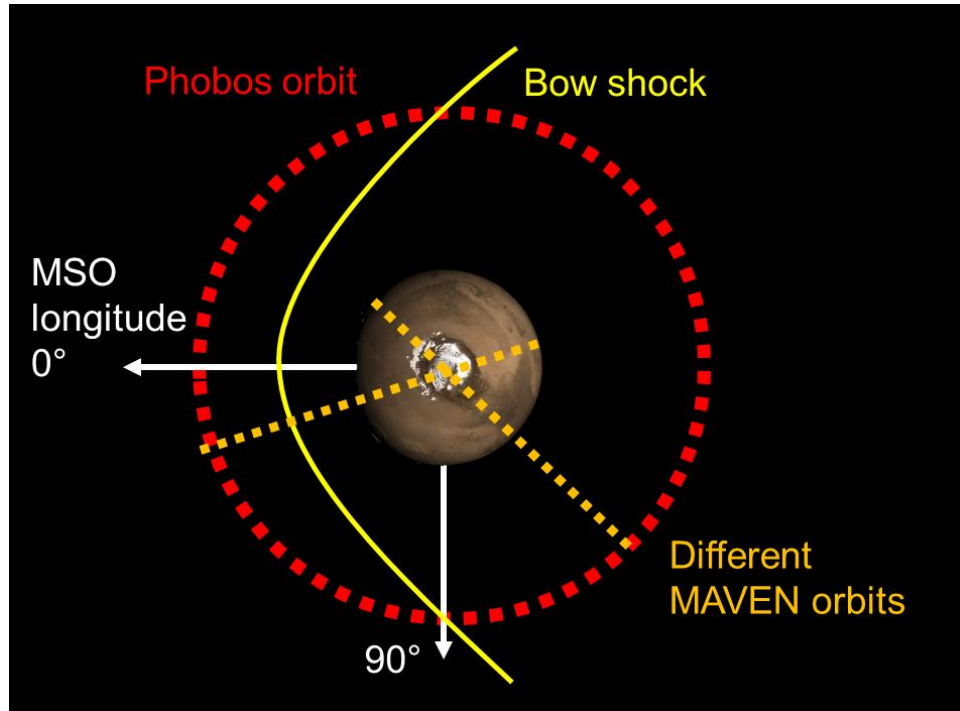 Phobos orbit
Bow shock
MSO
longitude
0°
Different
MAVEN orbits
90°